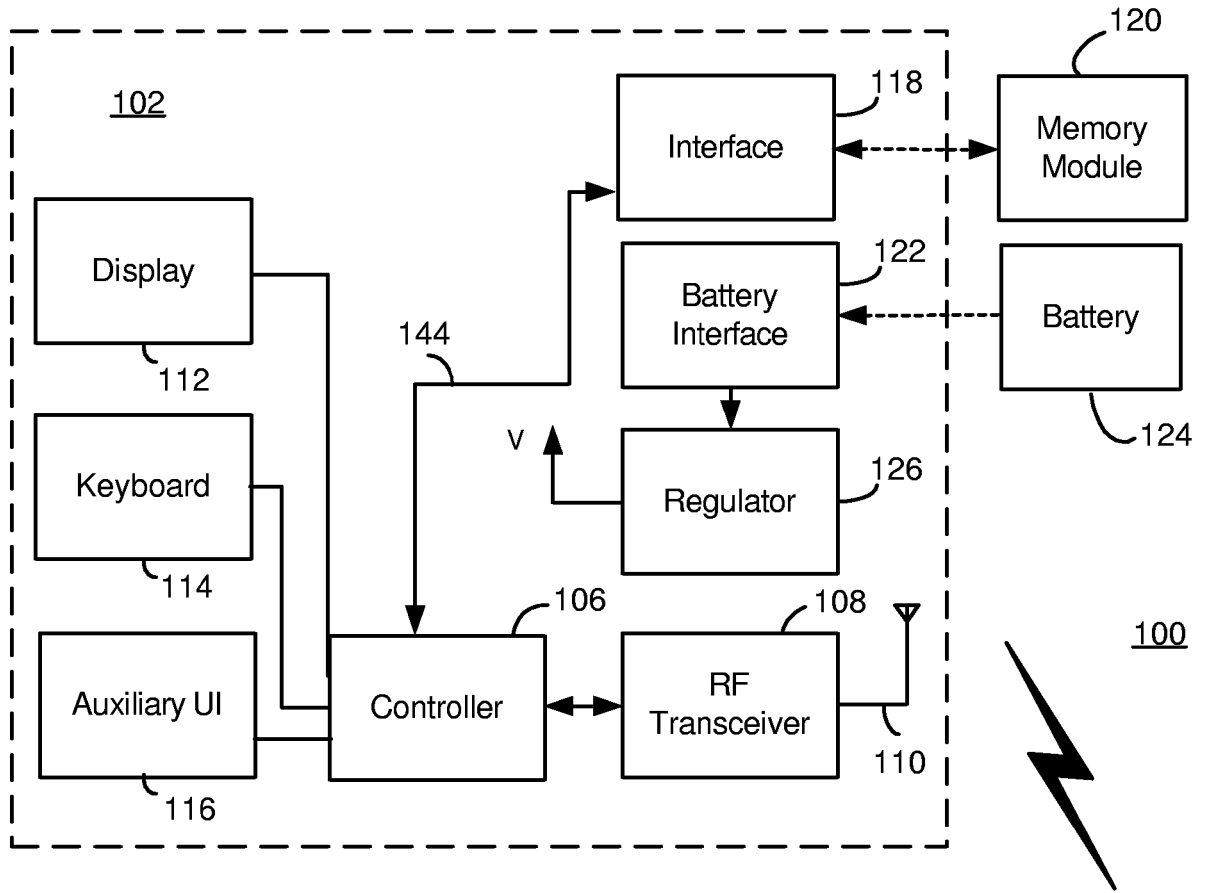 120
102
118
Interface
Memory
Module
Display
122
Battery
Interface
Battery
144
112
124
V
Keyboard
126
Regulator
114
106
108
100
Auxiliary UI
Controller
RF
Transceiver
110
116